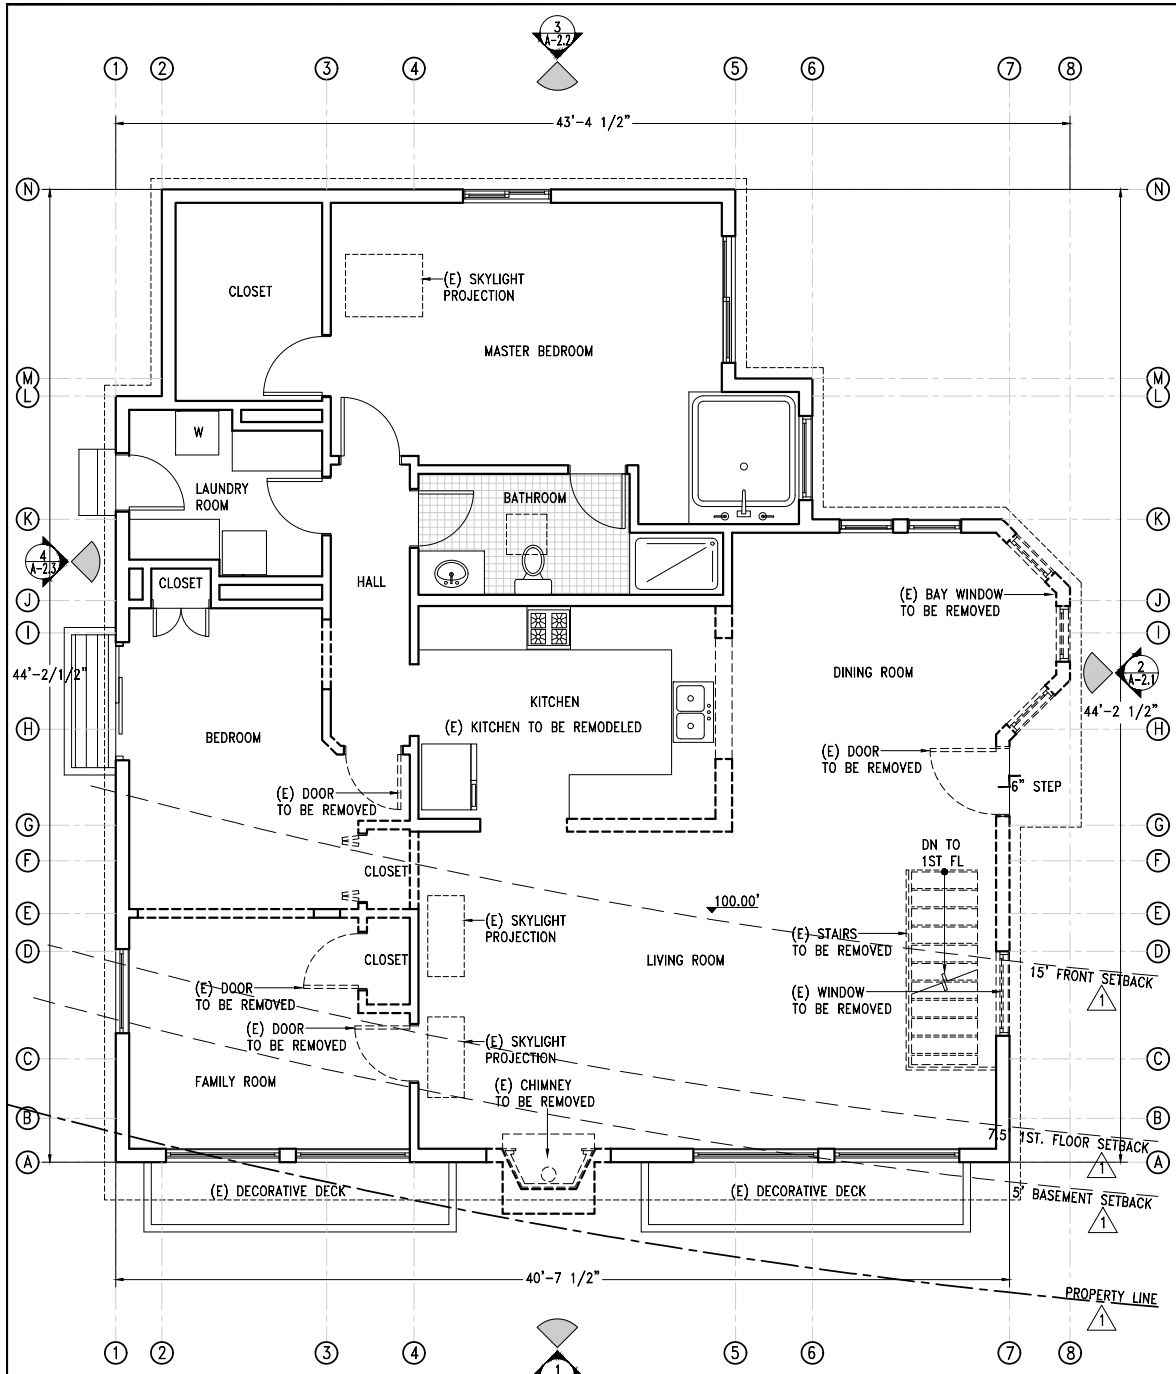 3
A-2.2
1
2
3
4
5
6
7
8
43'-4 1/2"
N
N
CLOSET
(E) SKYLIGHT
PROJECTION
MASTER BEDROOM
M
M
L
L
W
LAUNDRY
ROOM
BATHROOM
K
K
4
A-2.3
CLOSET
HALL
(E) BAY WINDOW
TO BE REMOVED
J
J
I
I
44'-2/1/2"
DINING ROOM
2
A-2.1
KITCHEN
(E) KITCHEN TO BE REMODELED
44'-2 1/2"
H
H
BEDROOM
(E) DOOR
TO BE REMOVED
6" STEP
(E) DOOR
TO BE REMOVED
G
G
DN TO
1ST FL
F
F
CLOSET
100.00'
E
E
(E) SKYLIGHT
PROJECTION
(E) STAIRS
TO BE REMOVED
D
D
CLOSET
LIVING ROOM
15' FRONT SETBACK
1
(E) DOOR
TO BE REMOVED
(E) WINDOW
TO BE REMOVED
(E) DOOR
TO BE REMOVED
(E) SKYLIGHT
PROJECTION
C
C
FAMILY ROOM
(E) CHIMNEY
TO BE REMOVED
B
B
7.5' 1ST. FLOOR SETBACK
1
A
A
(E) DECORATIVE DECK
(E) DECORATIVE DECK
5' BASEMENT SETBACK
1
40'-7 1/2"
PROPERTY LINE
1
1
2
3
4
5
6
7
8
1